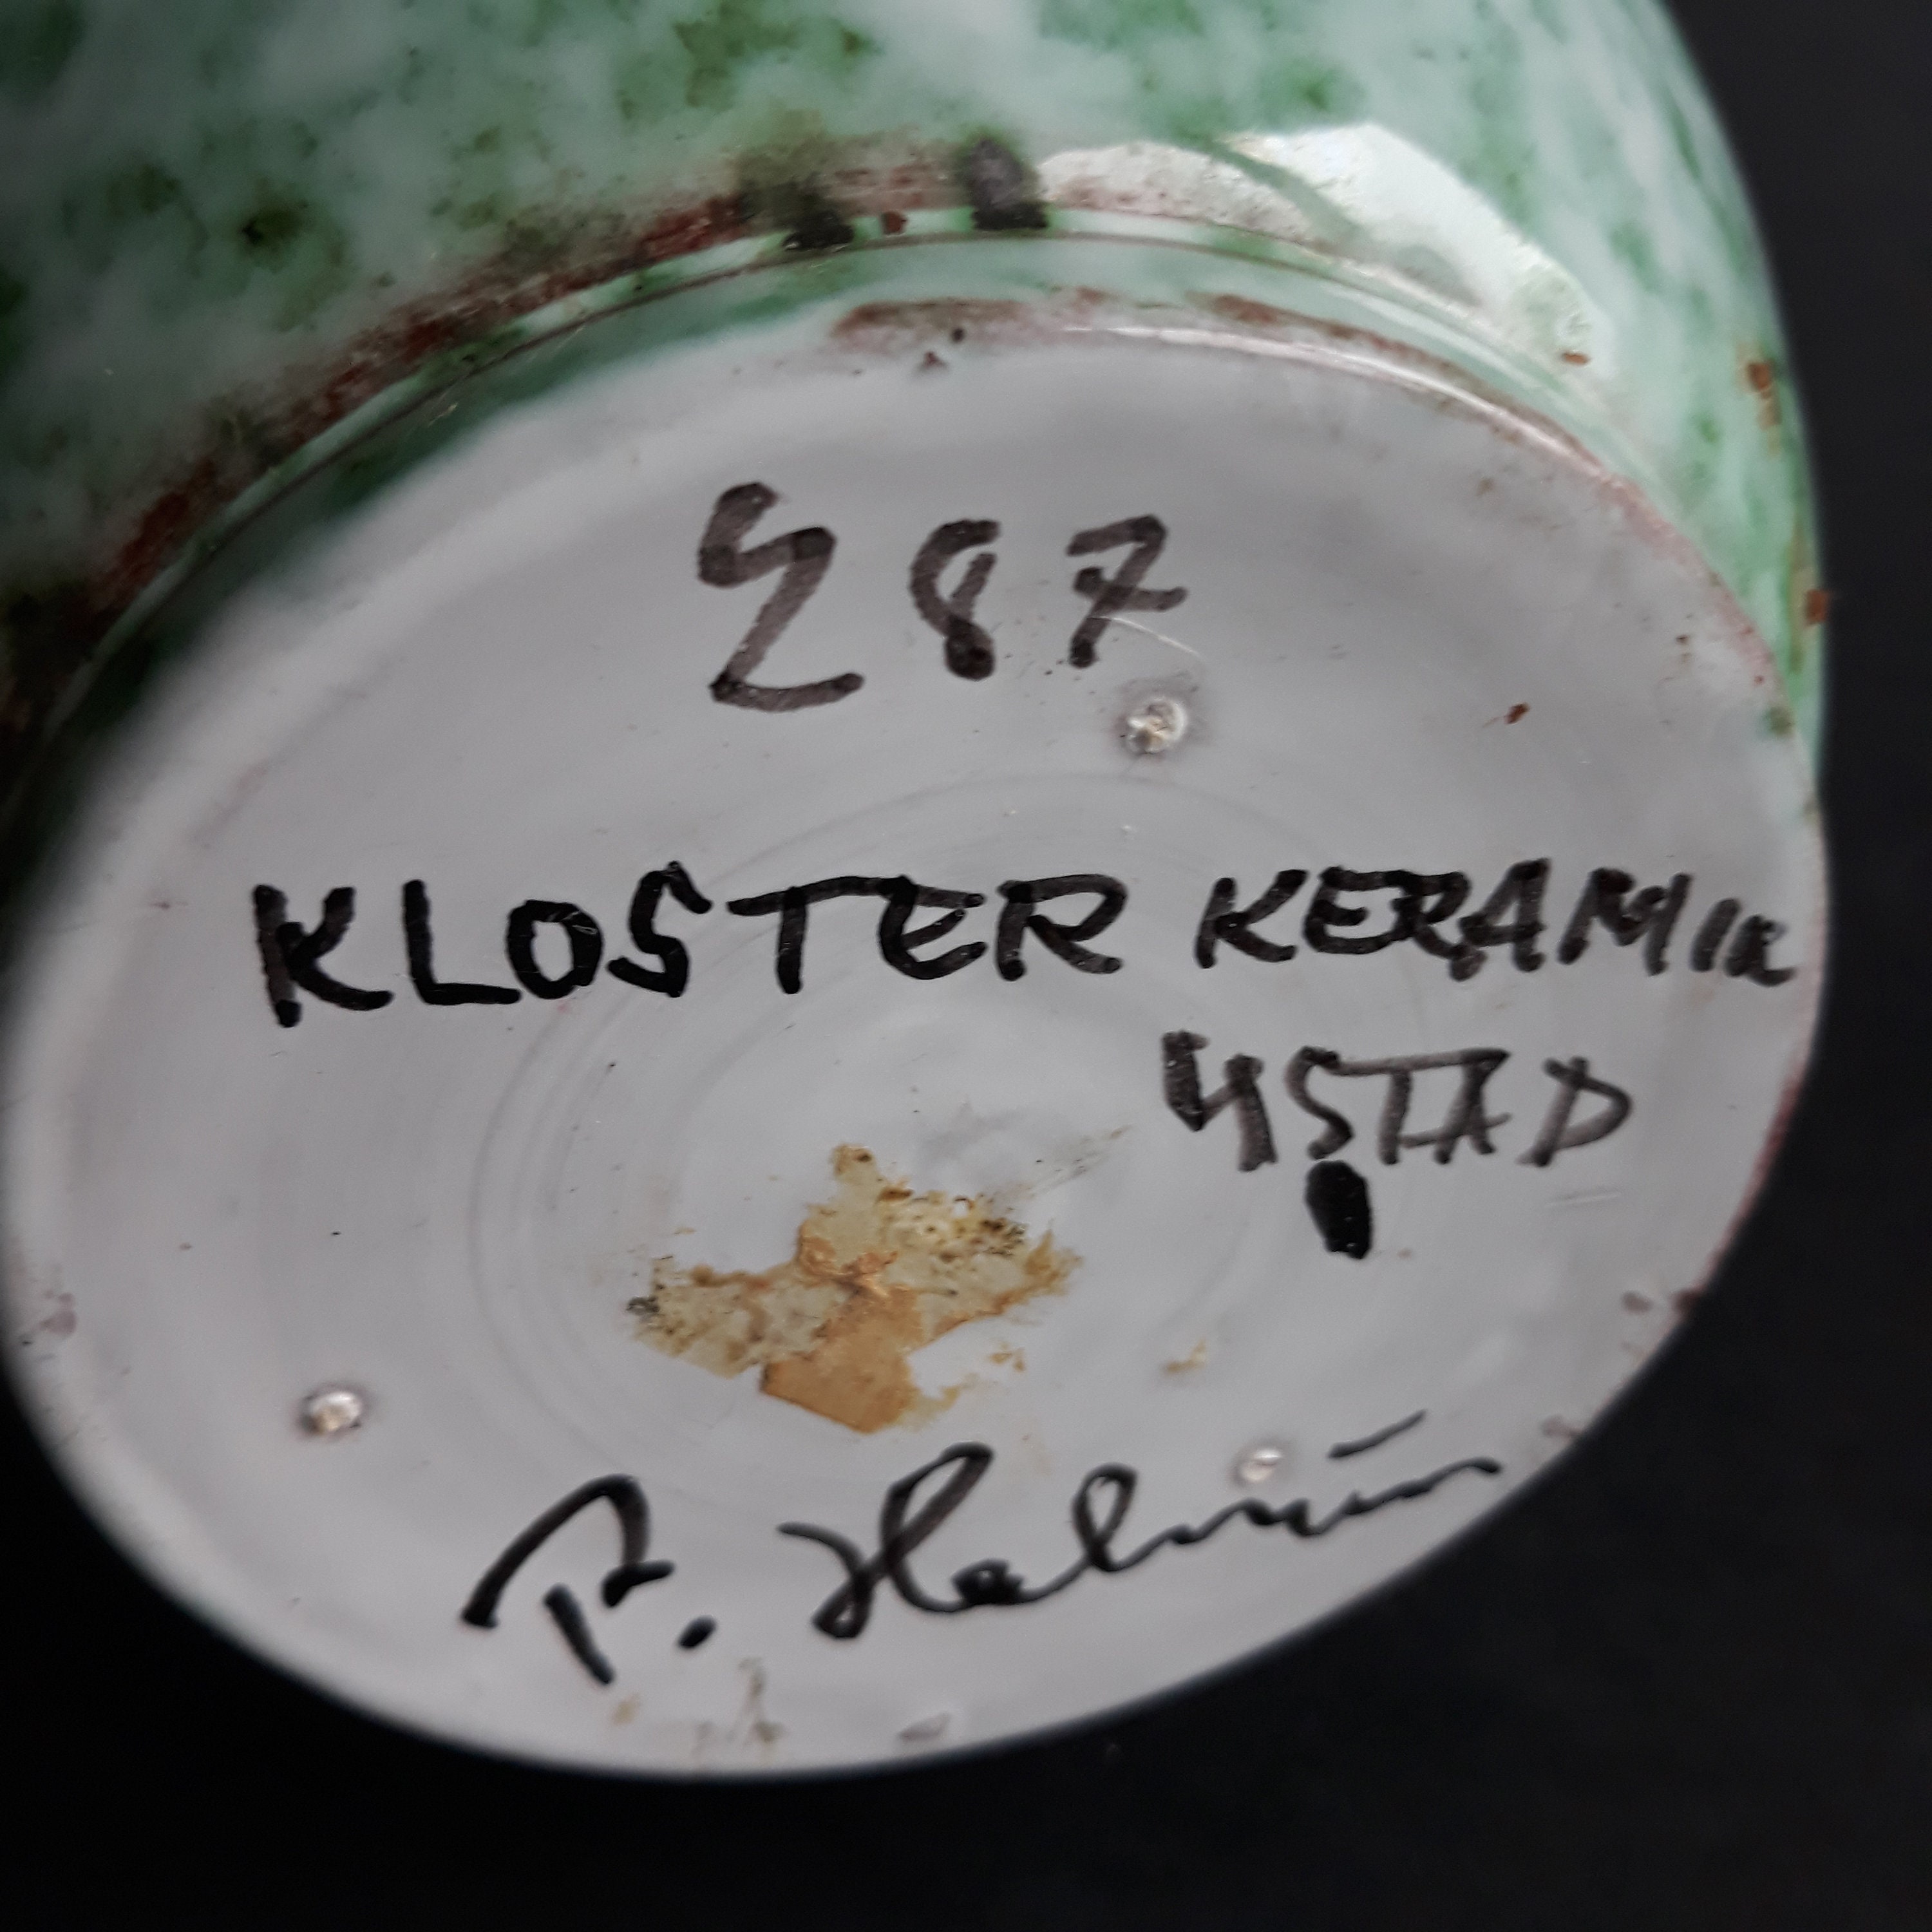 287
KLOSTER KERAMIK
YSTAD